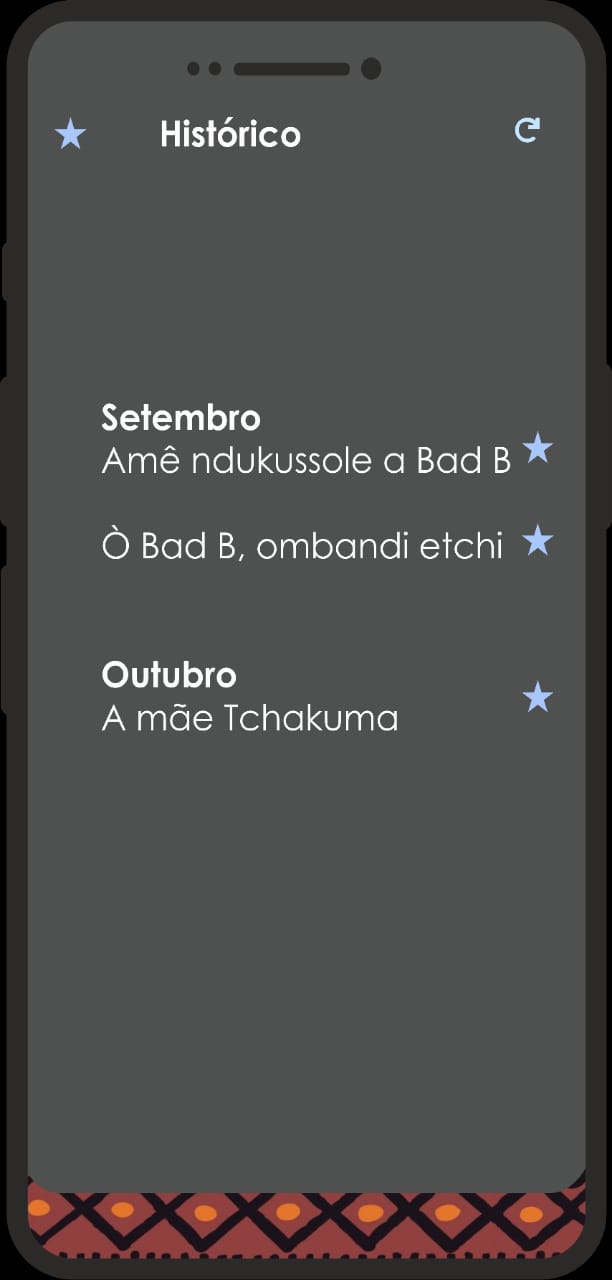 Histórico
Setembro
Amê ndukussole a Bad B
Ò Bad B, ombandi etchi
Outubro
A mãe Tchakuma